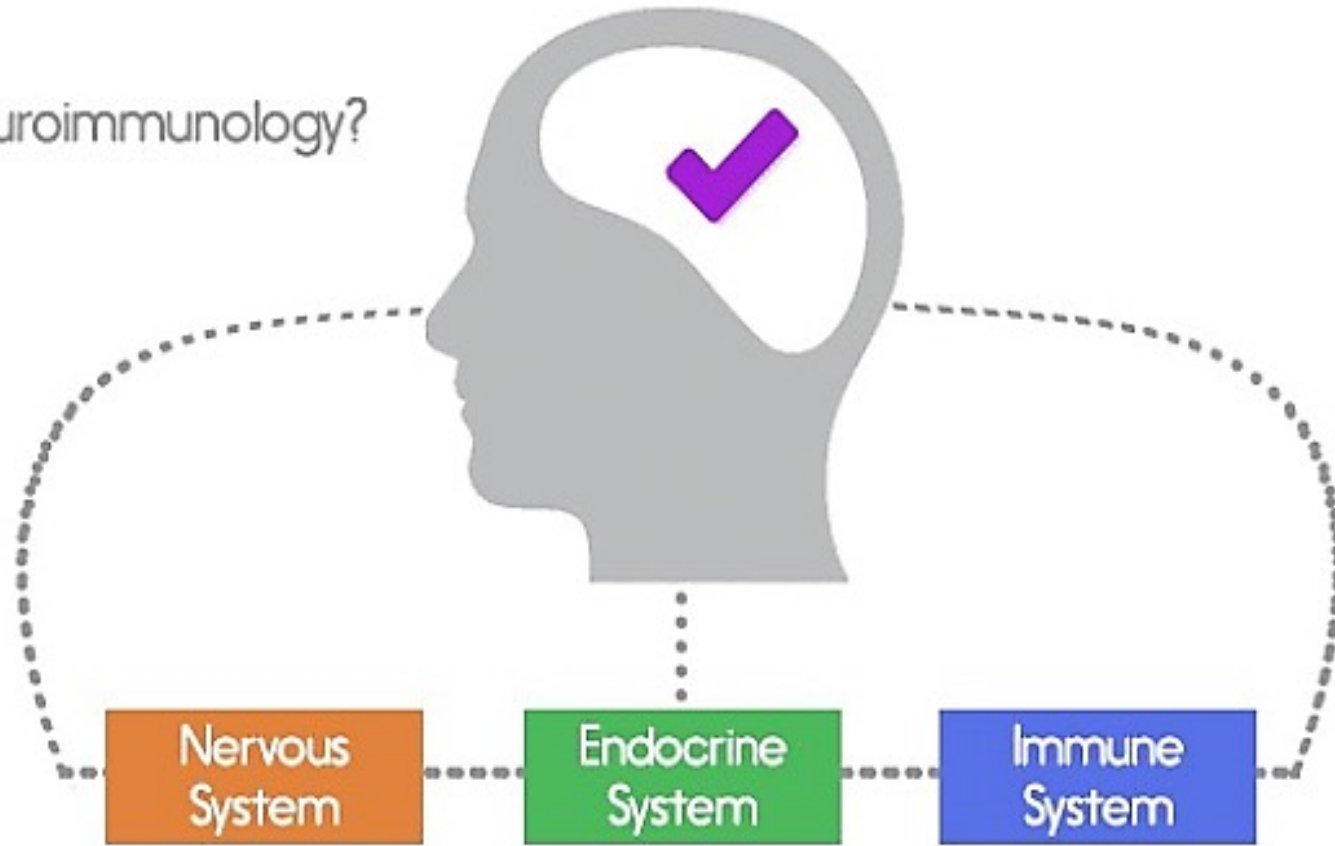 uroimmunology?
Nervous
System
Endocrine
System
Immune
System